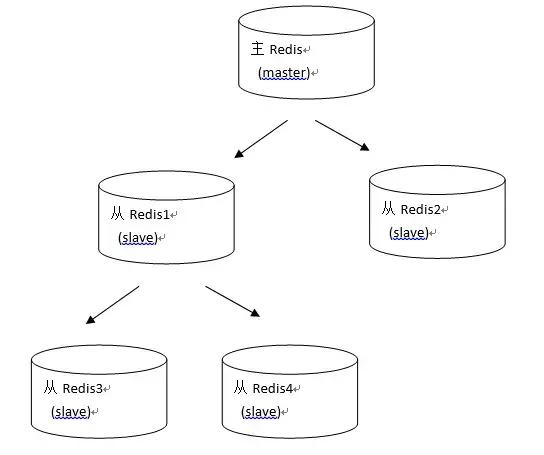 主 Redis
(master)
从 Redis1
(slave)
从 Redis2
(slave)
从 Redis3
(slave)
从 Redis4
(slave)